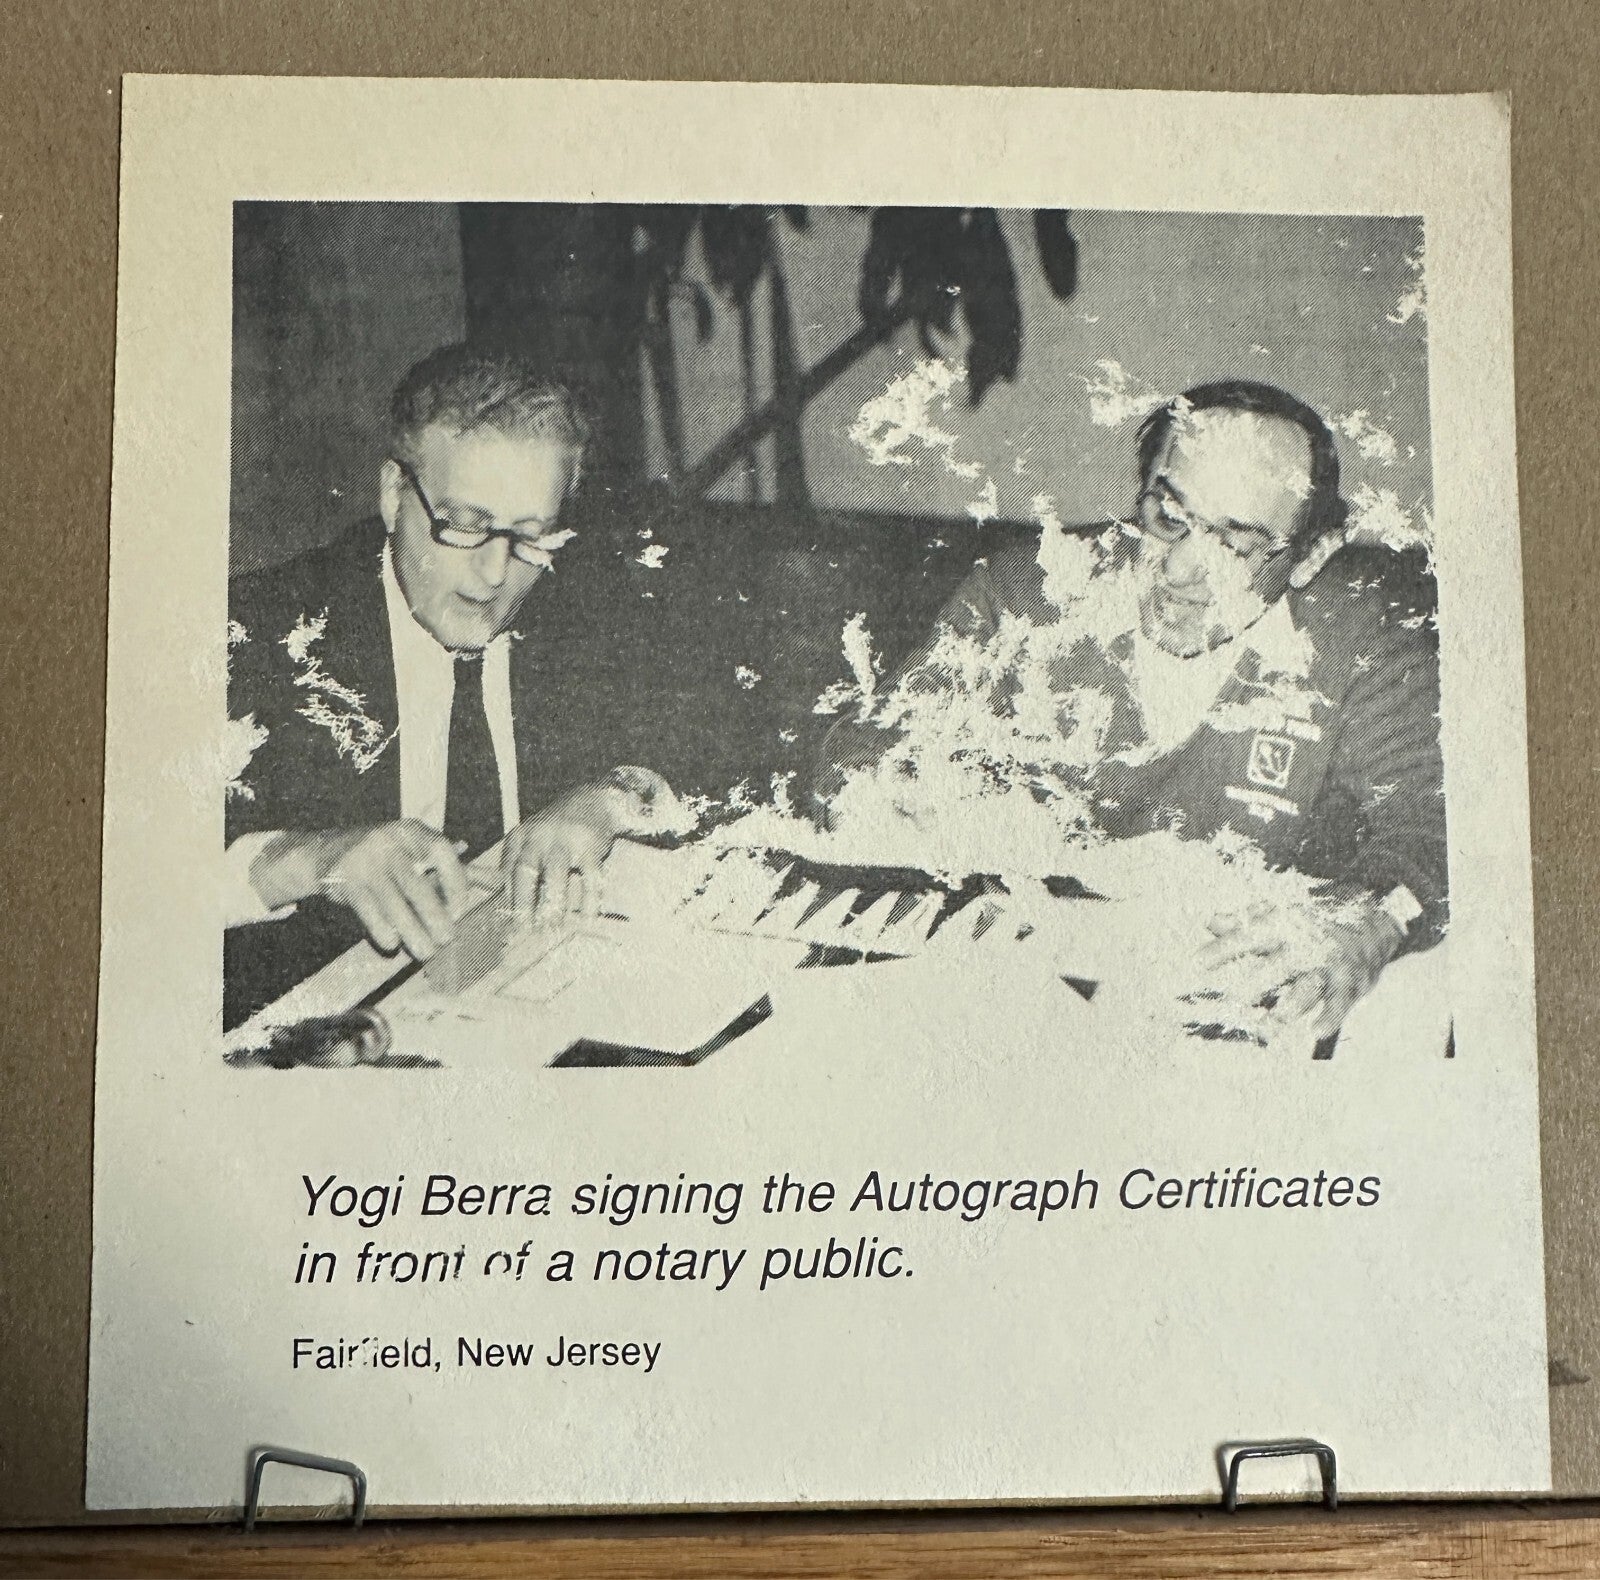 Yogi Berra signing the Autograph Certificates
in front of a notary public.
Fairfield, New Jersey